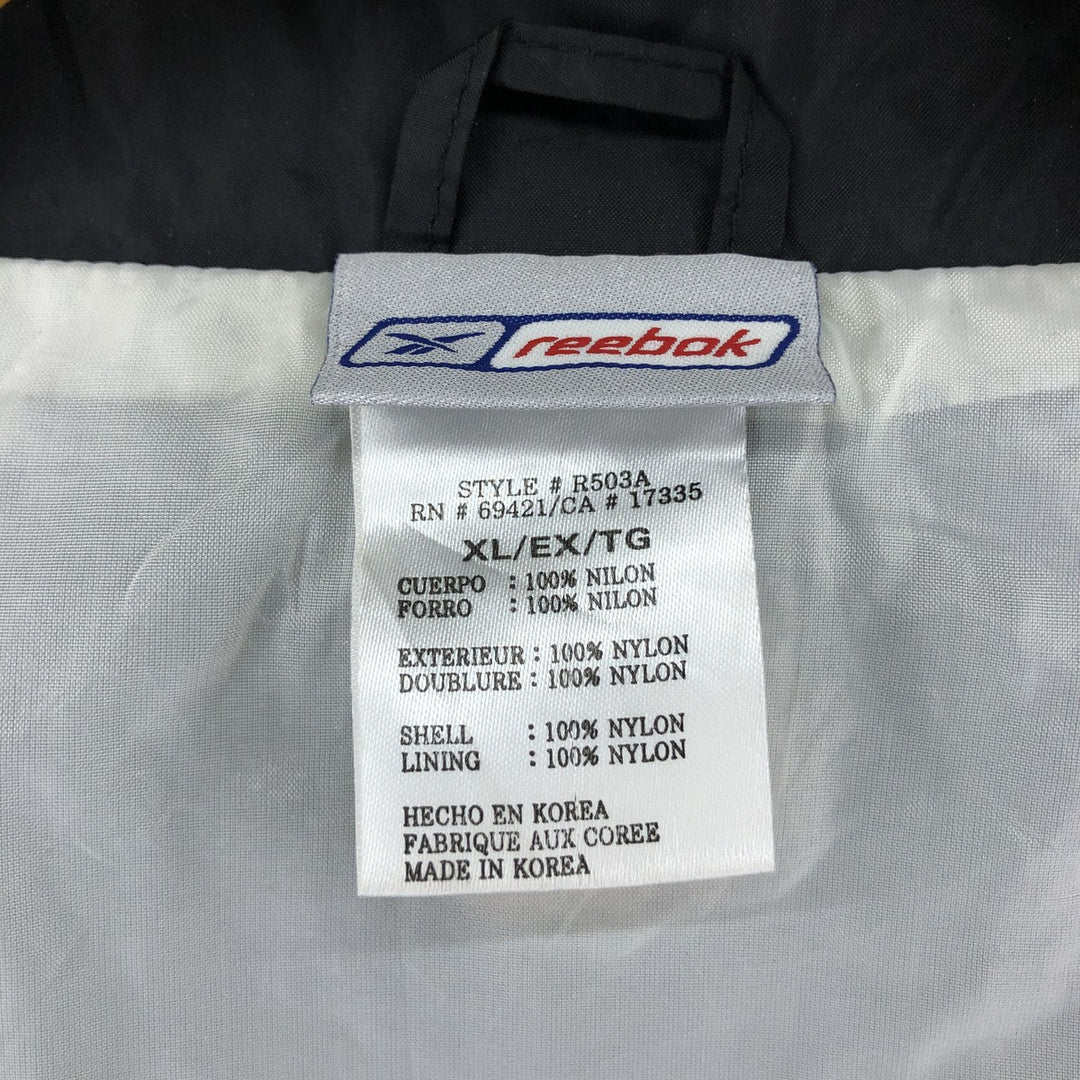 reebok
STYLE # R503A
RN # 69421/CA # 17335
XL/EX/TG
CUERPO : 100% NILON
FORRO : 100% NILON
EXTERIEUR : 100% NYLON
DOUBLURE : 100% NYLON
SHELL : 100% NYLON
LINING : 100% NYLON
HECHO EN KOREA
FABRIQUE AUX COREE
MADE IN KOREA